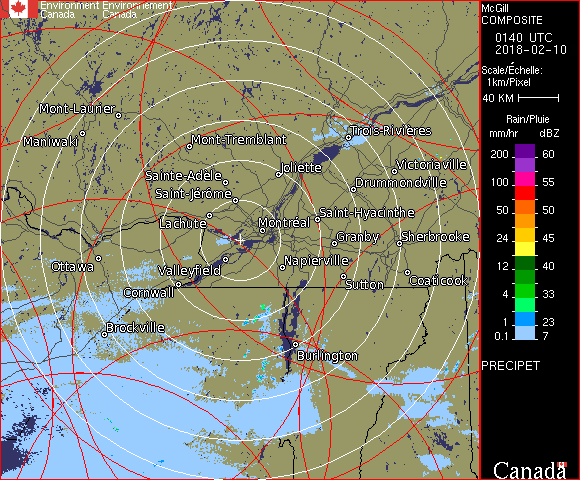 Environment Environnement
Canada Canada
McGill
COMPOSITE
0140 UTC
2018-02-10
Scale/Échelle:
1km/Pixel
40 KM
Rain/Pluie
mm/hr dBZ
200 60
155
100 55
50 50
24 45
12 40
4 33
1 23
0.1 7
PRECIPET
Canada
Mont-Laurier
Maniwaki
Mont-Tremblant
Trois-Rivières
Sainte-Adèle
Joliette
Victoriaville
Saint-Jérôme
Drummondville
Lachute
Montréal
Saint-Hyacinthe
Granby
Sherbrooke
Ottawa
Valleyfield
Napierville
Cornwall
Sutton
Coaticook
Brockville
Burlington